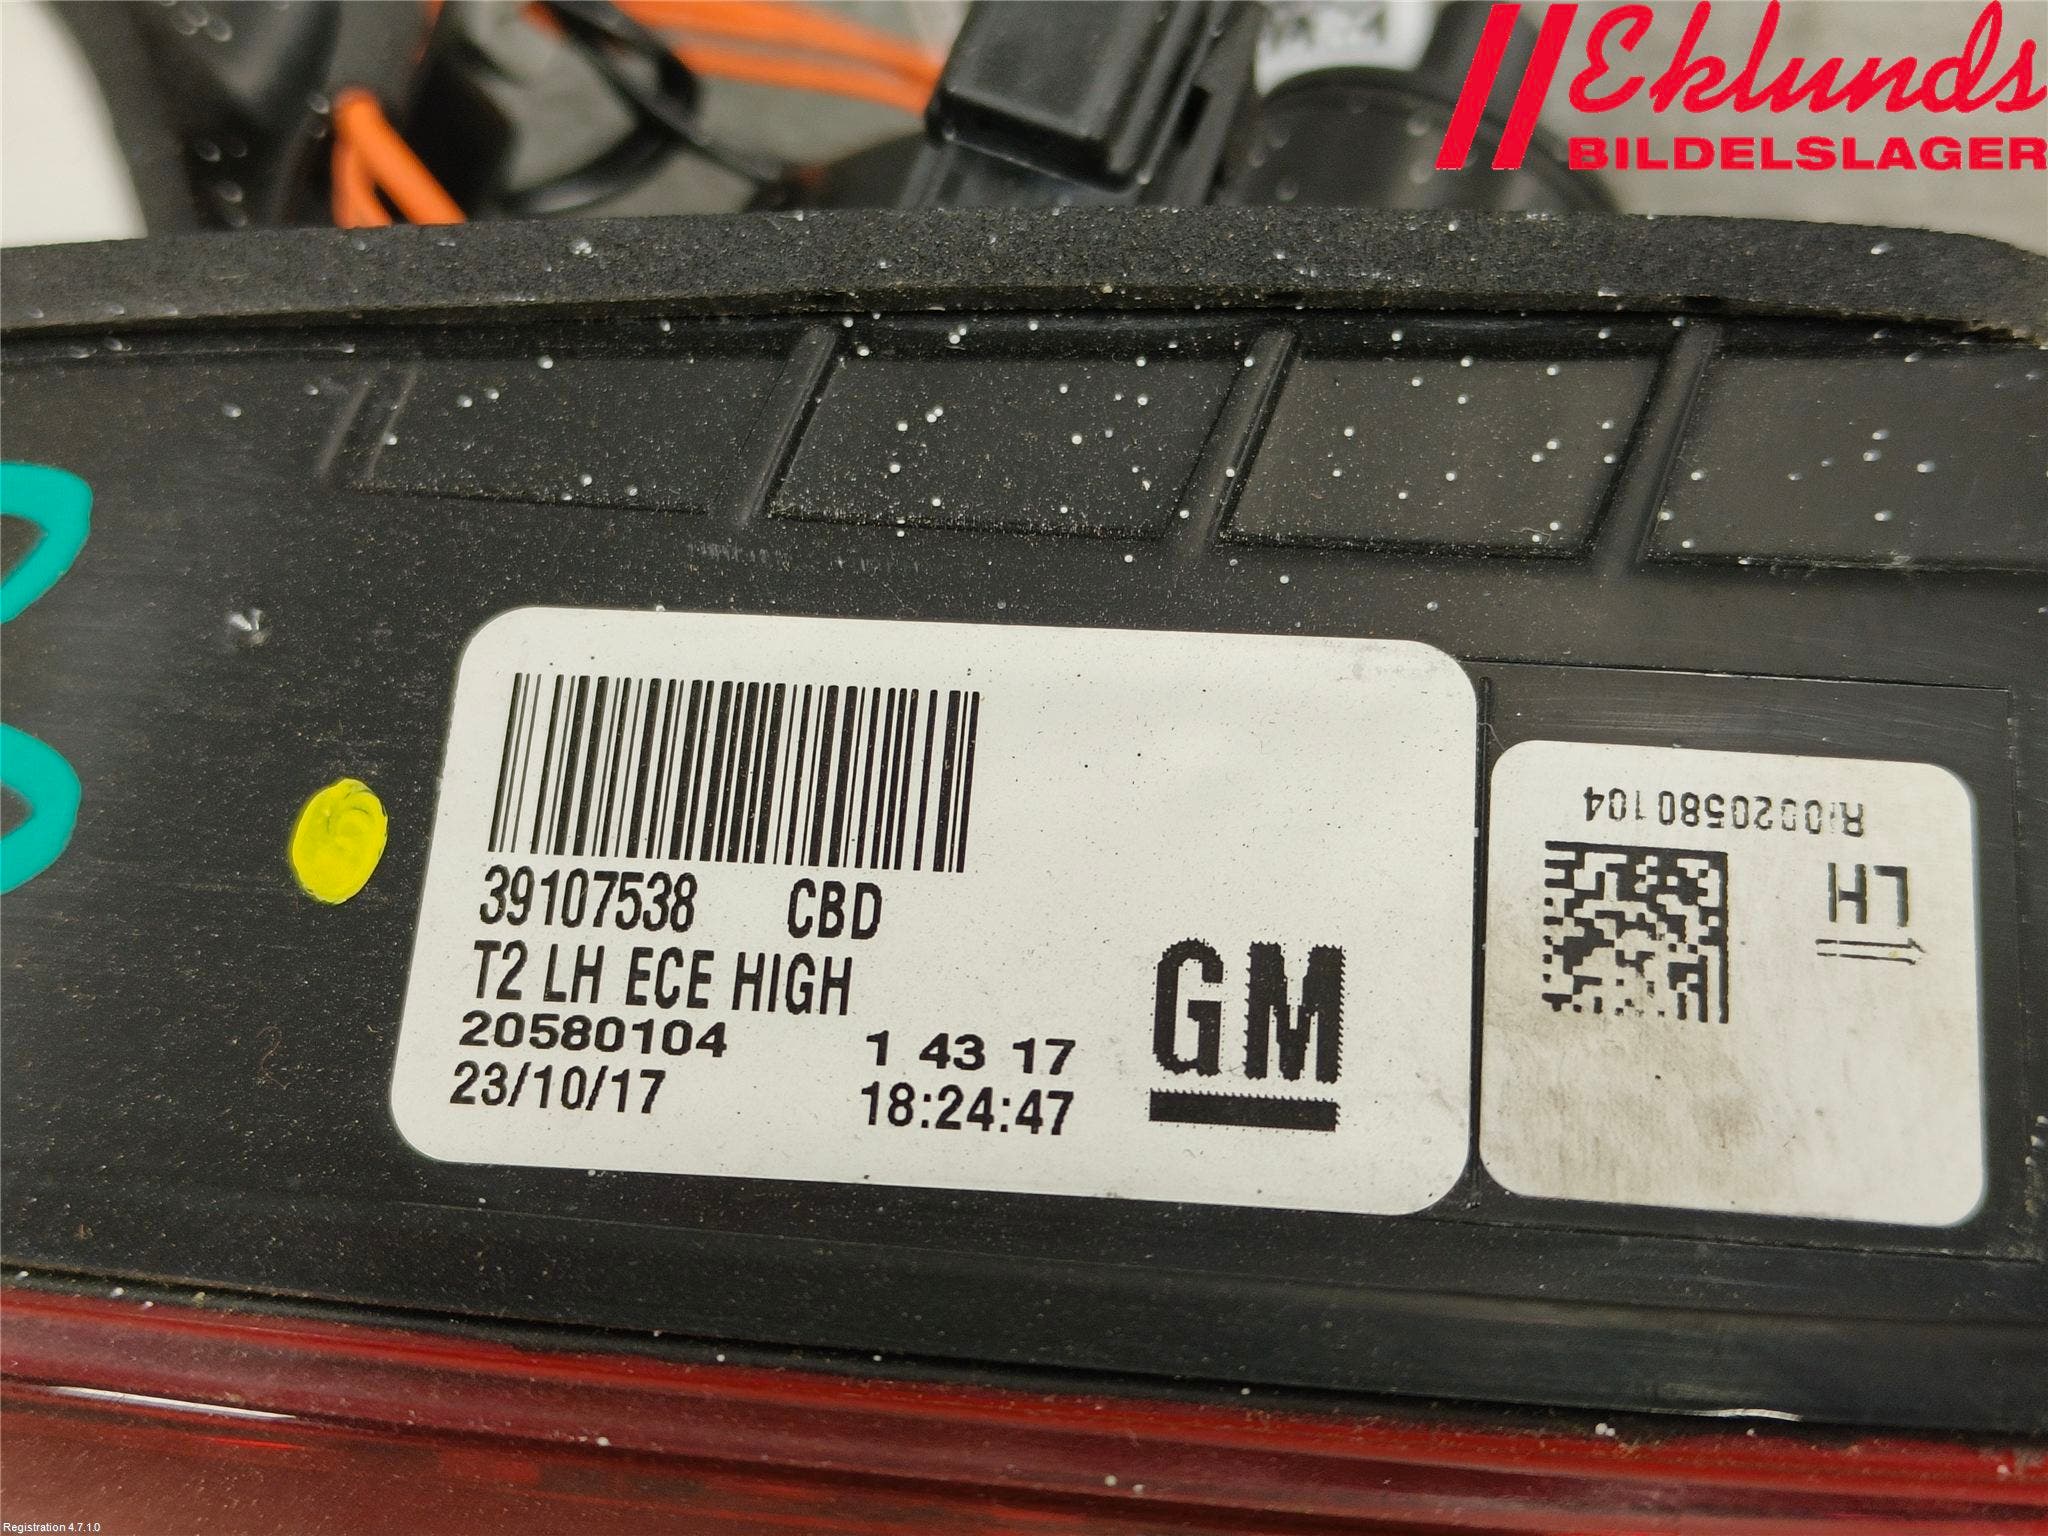 Eklunds
BILDELSLAGER
39107538 CBD
T2 LH ECE HIGH
20580104 1 43 17
23/10/17 18:24:47
GM
LH
Registration 4.7.1.0